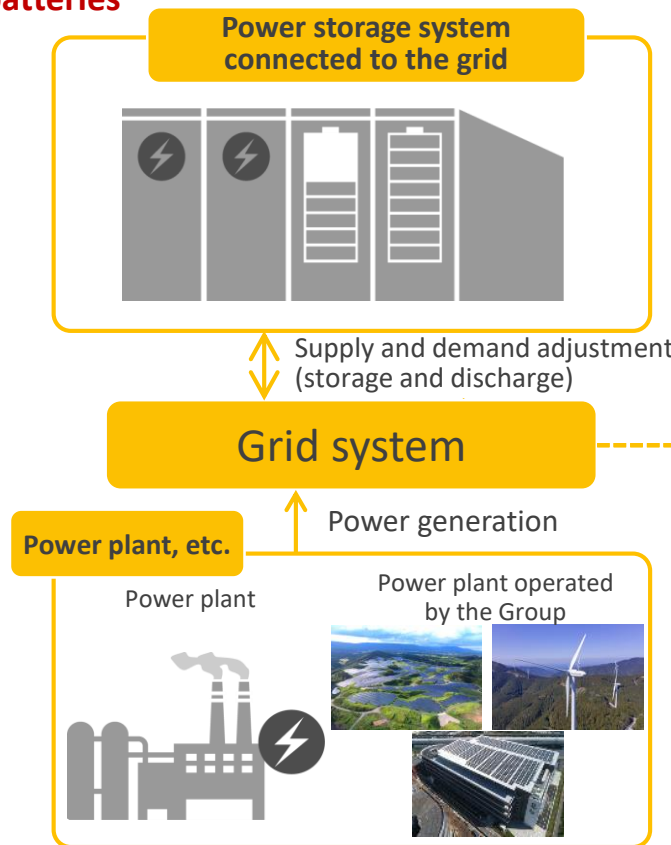 Power storage system
connected to the grid
Supply and demand adjustment
(storage and discharge)
Grid system
Power generation
Power plant, etc.
Power plant
Power plant operated
by the Group